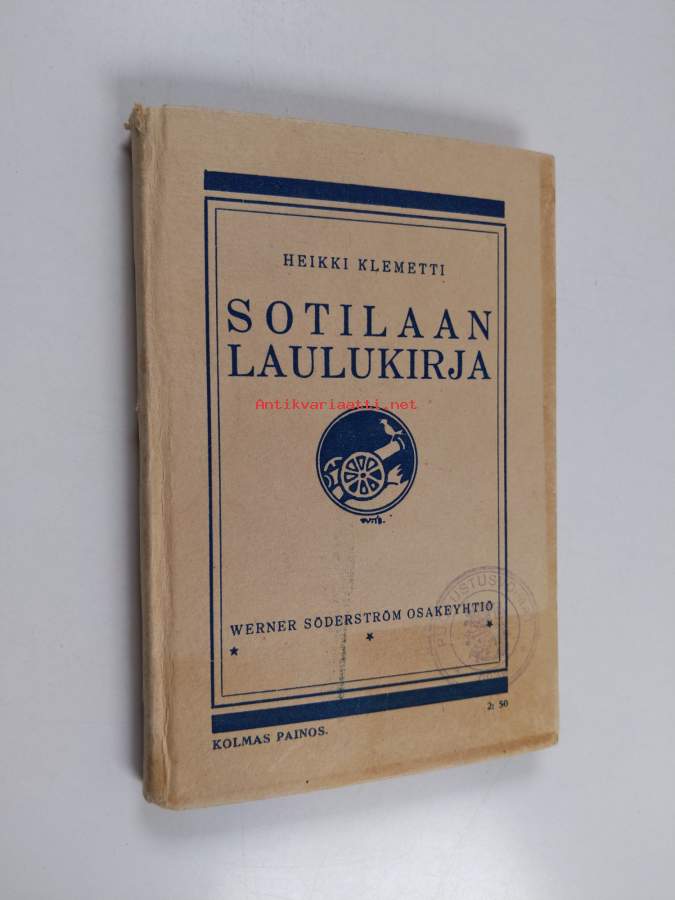 HEIKKI KLEMETTI
SOTILAAN
LAULUKIRJA
Antikvariaatti.net
WERNER SÖDERSTRÖM OSAKEYHTIÖ
2: 50
KOLMAS PAINOS.